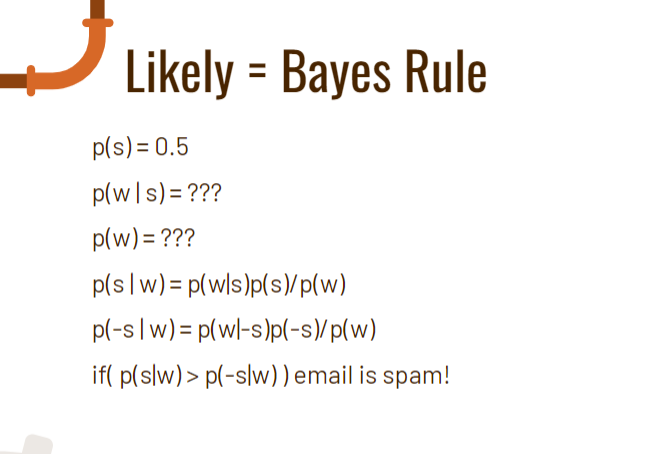 Likely = Bayes Rule
p(s) = 0.5
p(w | s) = ???
p(w) = ???
p(s | w) = p(w|s)p(s)/p(w)
p(-s | w) = p(w|-s)p(-s)/p(w)
if( p(s|w) > p(-s|w) ) email is spam!